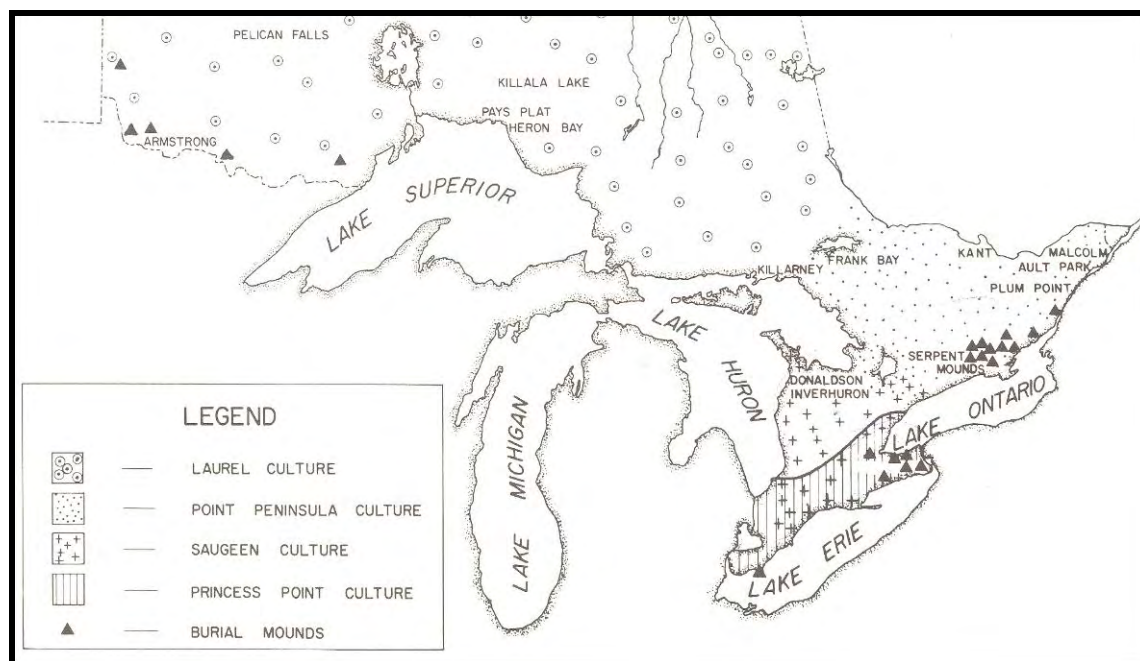 PELICAN FALLS
KILLALA LAKE
PAYS PLAT
HERON BAY
ARMSTRONG
LAKE SUPERIOR
KILLARNEY
FRANK BAY
KANT
MALCOLM
AULT PARK
PLUM POINT
SERPENT
MOUNDS
LAKE HURON
DONALDSON
INVERHURON
LAKE ONTARIO
LAKE MICHIGAN
LAKE ERIE
LEGEND
— LAUREL CULTURE
— POINT PENINSULA CULTURE
— SAUGEEN CULTURE
— PRINCESS POINT CULTURE
— BURIAL MOUNDS